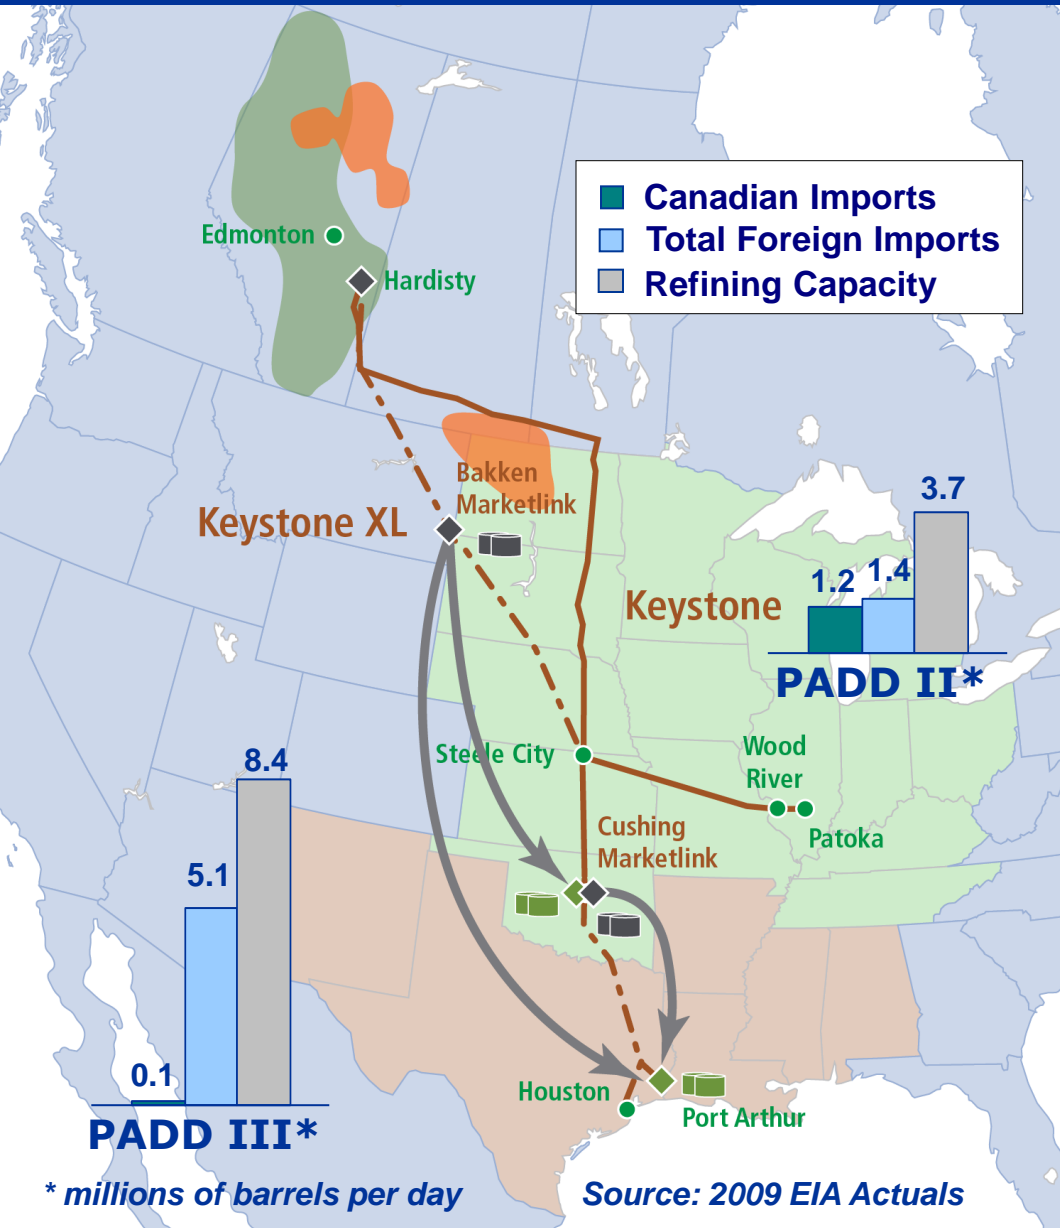 Canadian Imports
Total Foreign Imports
Refining Capacity
Edmonton
Hardisty
Bakken
Marketlink
Keystone XL
Keystone
1.2
1.4
3.7
PADD II*
Steele City
Wood
River
Patoka
Cushing
Marketlink
8.4
5.1
0.1
PADD III*
Houston
Port Arthur
* millions of barrels per day
Source: 2009 EIA Actuals